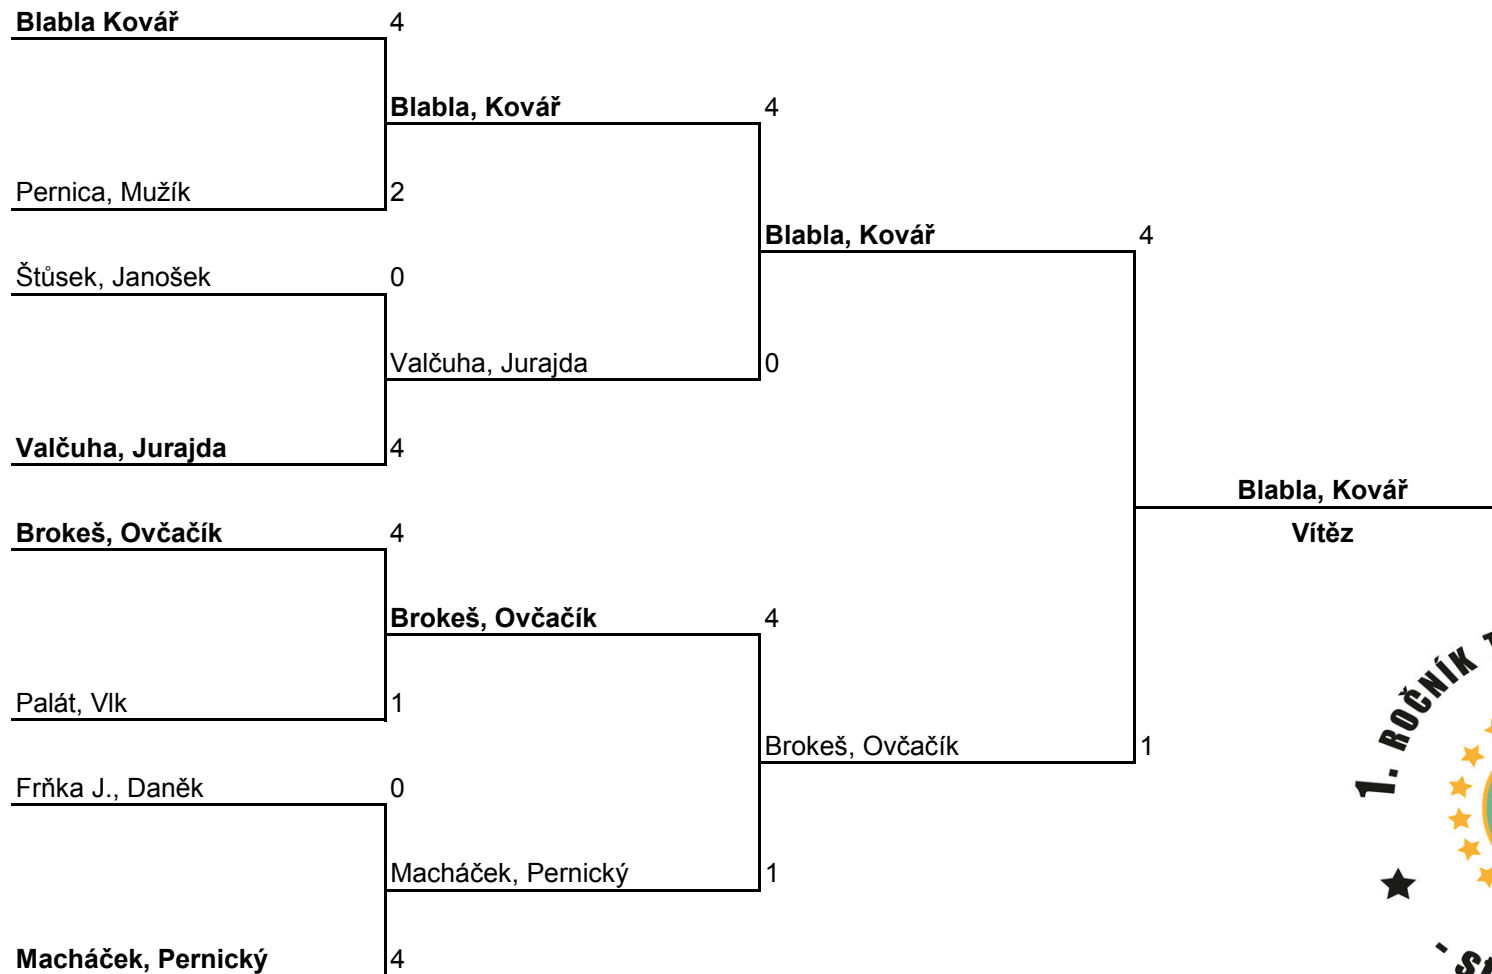 Blabla Kovář 4
Blabla, Kovář 4
Pernica, Mužík 2
Blabla, Kovář 4
Štůsek, Janošek 0
Valčuha, Jurajda 0
Valčuha, Jurajda 4
Blabla, Kovář
Brokeš, Ovčačík 4
Vítěz
Brokeš, Ovčačík 4
Palát, Vlk 1
Brokeš, Ovčačík 1
Frňka J., Daněk 0
Macháček, Pernický 1
Macháček, Pernický 4
1. ROČNÍK